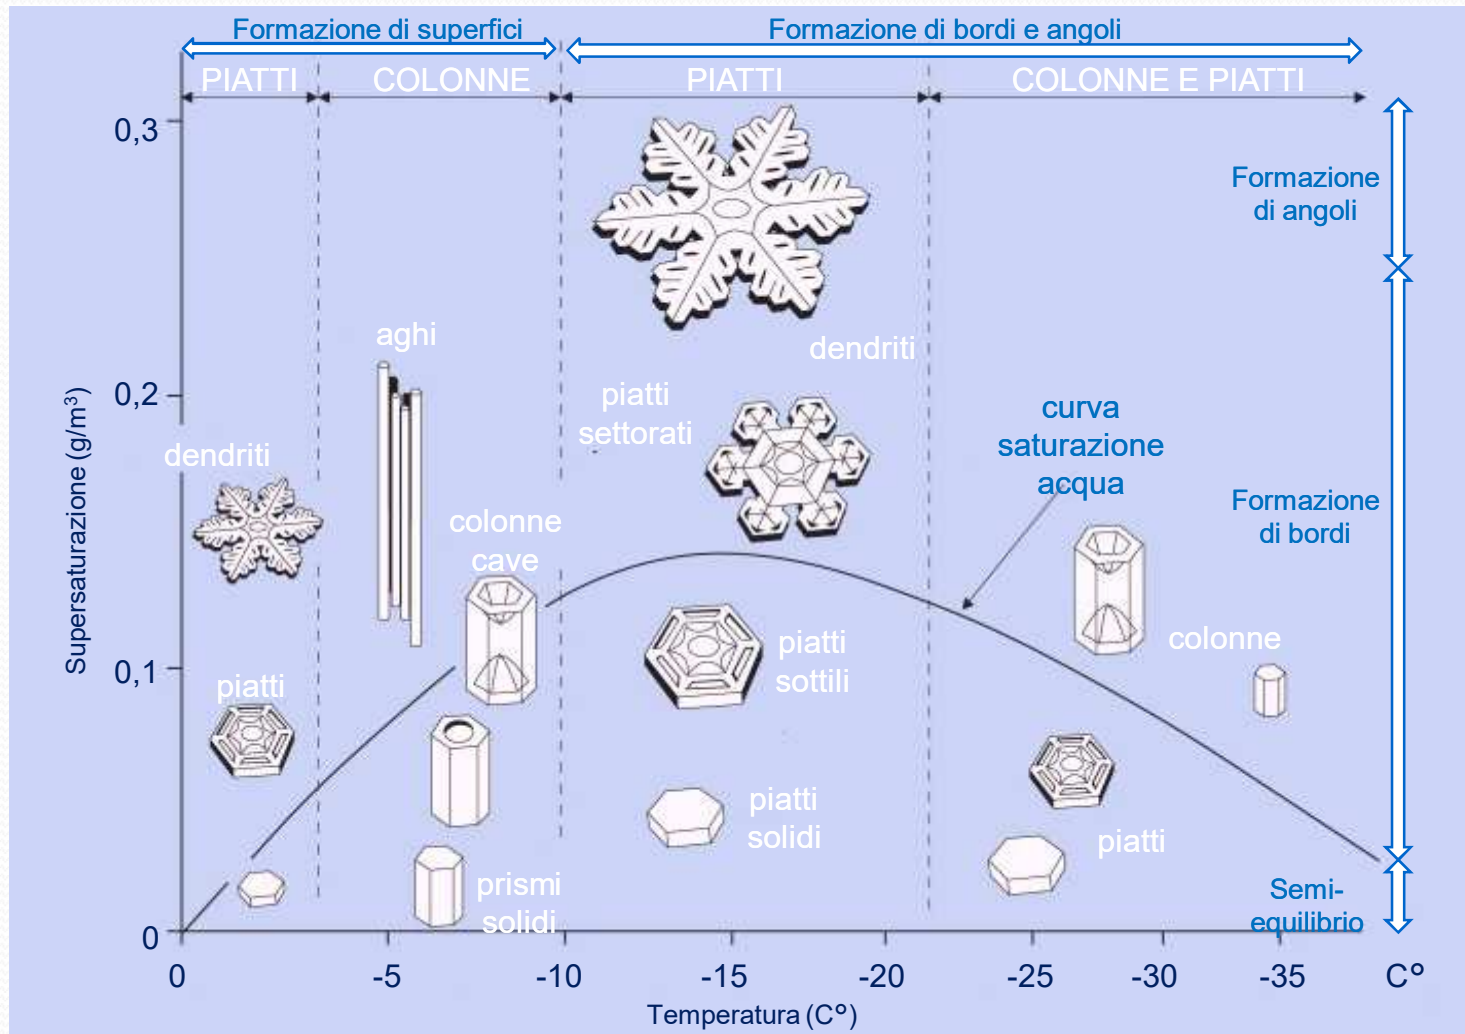 Formazione di superfici
Formazione di bordi e angoli
PIATTI
COLONNE
PIATTI
COLONNE E PIATTI
0,3
Formazione
di angoli
aghi
dendriti
0,2
piatti
settorati
curva
saturazione
acqua
dendriti
Formazione
di bordi
colonne
cave
Supersaturazione (g/m³)
colonne
piatti
sottili
0,1
piatti
piatti
solidi
piatti
prismi
solidi
Semi-
equilibrio
0
0
-5
-10
-15
-20
-25
-30
-35
C°
Temperatura (C°)